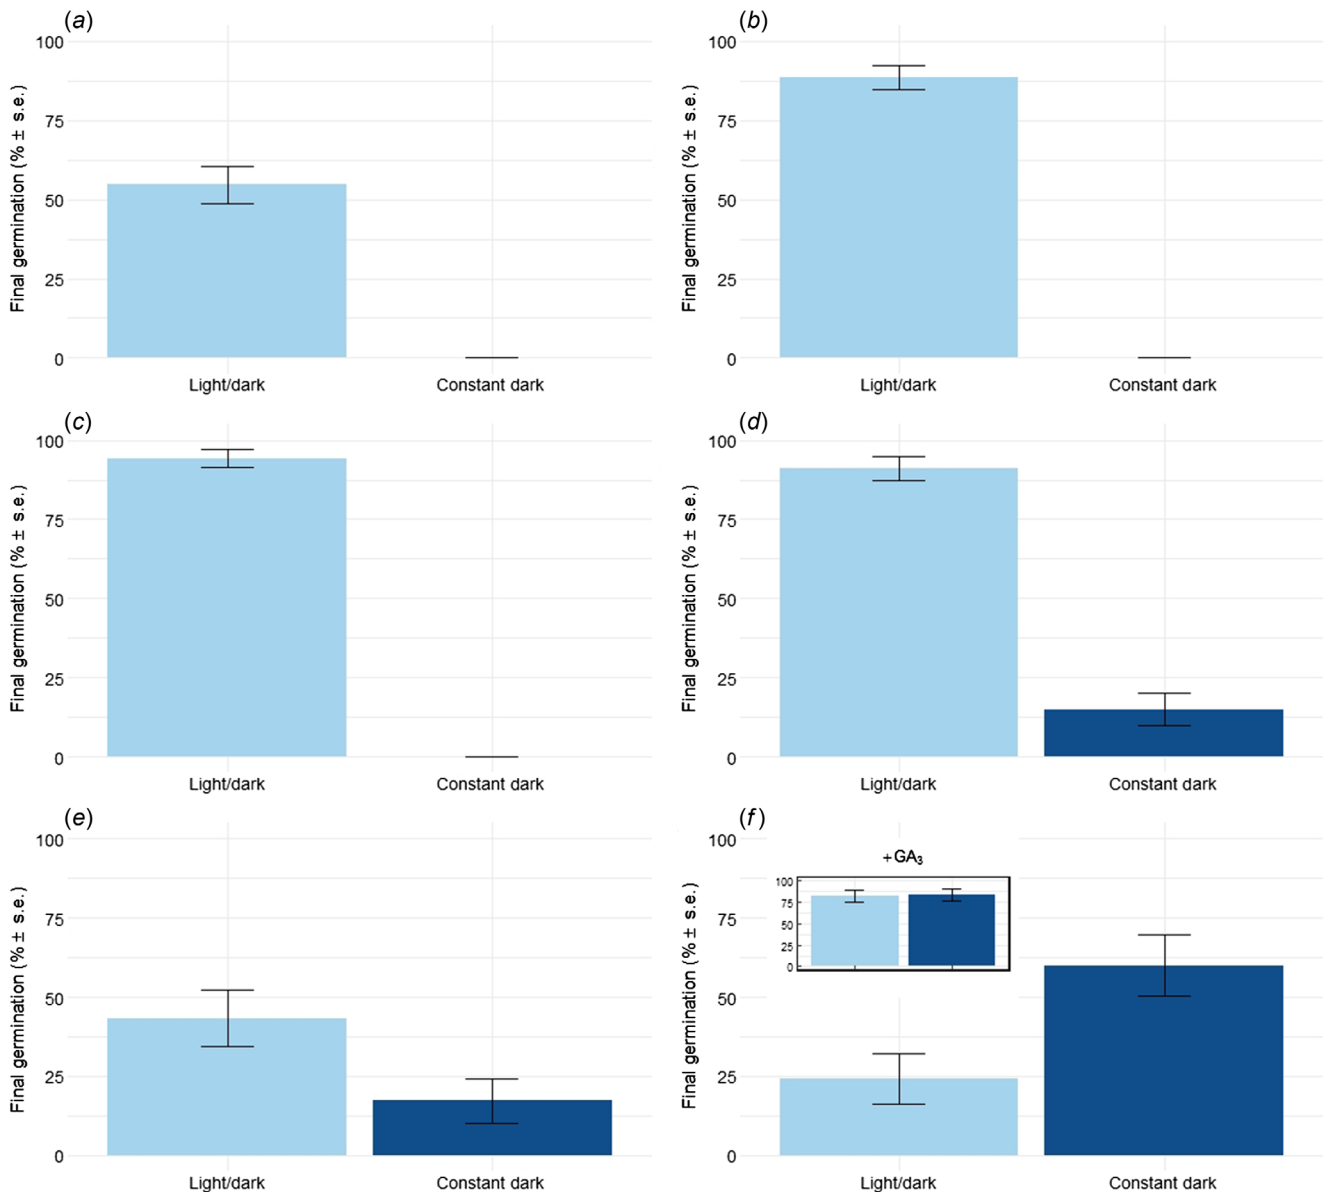 (a)
Final germination (% ± s.e.)
100
75
50
25
0
Light/dark Constant dark
(b)
Final germination (% ± s.e.)
100
75
50
25
0
Light/dark Constant dark
(c)
Final germination (% ± s.e.)
100
75
50
25
0
Light/dark Constant dark
(d)
Final germination (% ± s.e.)
100
75
50
25
0
Light/dark Constant dark
(e)
Final germination (% ± s.e.)
100
75
50
25
0
Light/dark Constant dark
(f)
Final germination (% ± s.e.)
100
75
50
25
0
+GA₃
100
75
50
25
0
Light/dark Constant dark